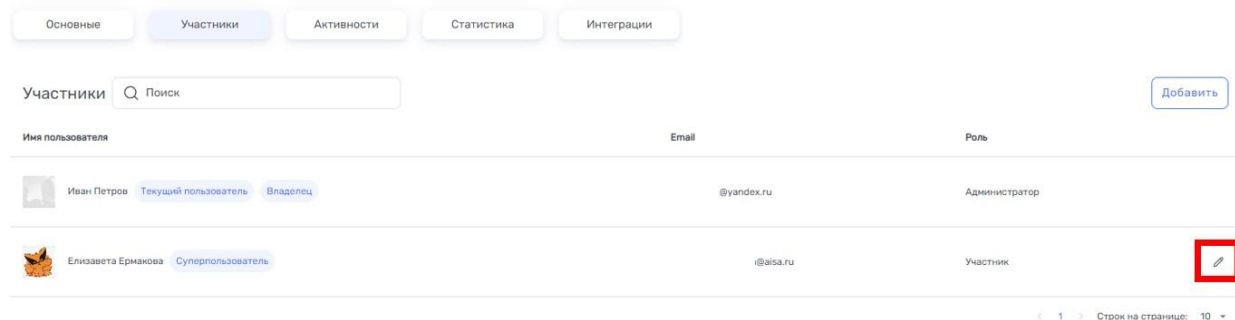 Основные Участники Активности Статистика Интеграции
Участники Поиск Добавить
Имя пользователя Email Роль
Иван Петров Текущий пользователь Владелец @yandex.ru Администратор
Елизавета Ермакова Суперпользователь @aisa.ru Участник
< 1 > Строк на странице: 10